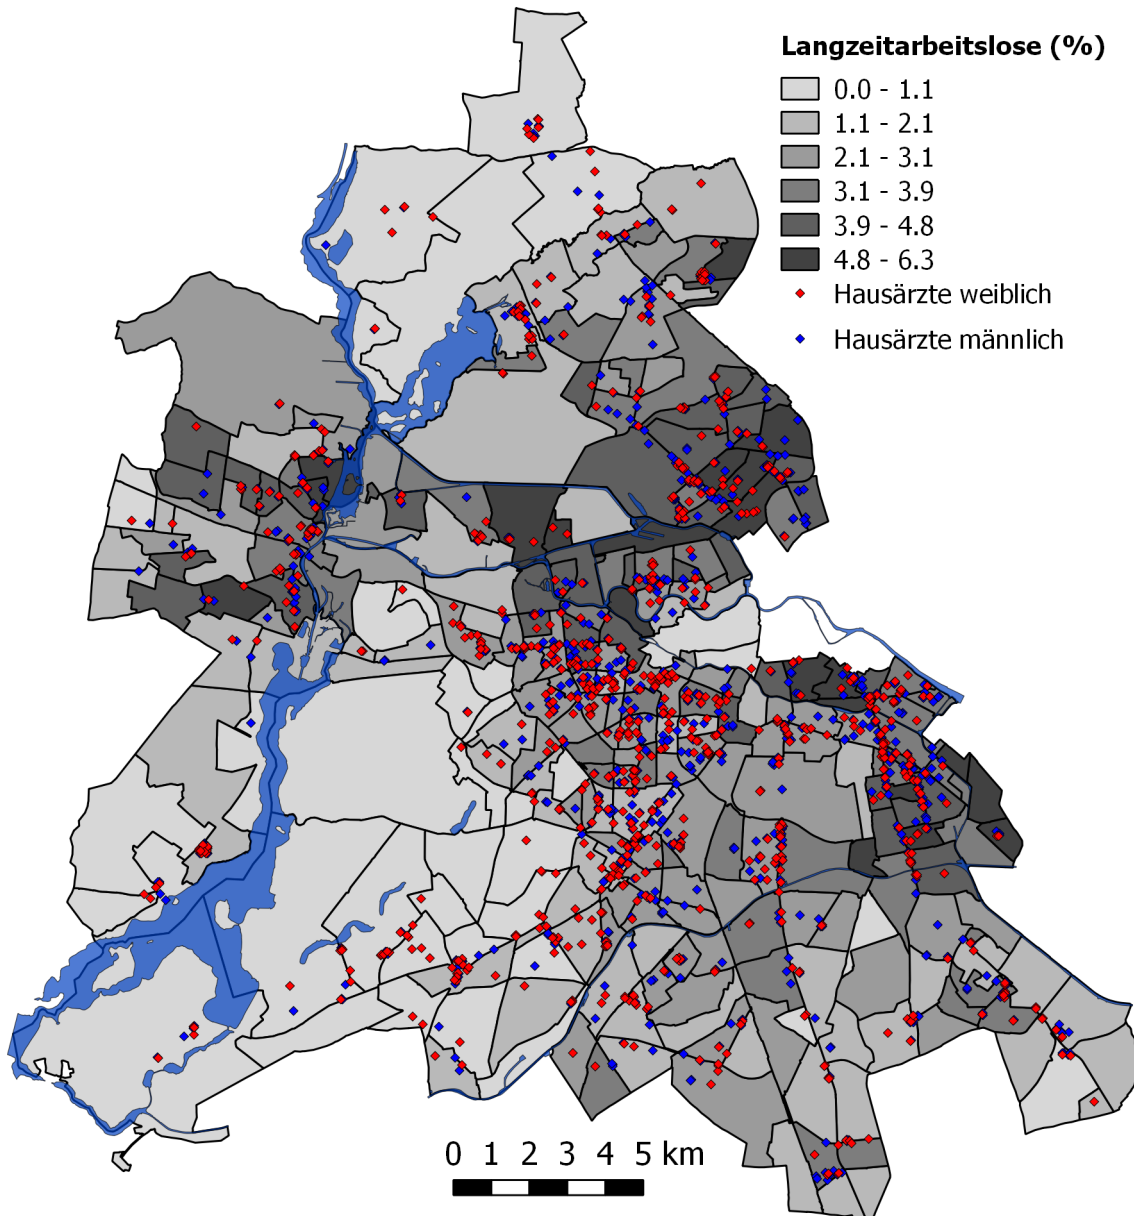 Langzeitarbeitslose (%)
0.0 - 1.1
1.1 - 2.1
2.1 - 3.1
3.1 - 3.9
3.9 - 4.8
4.8 - 6.3
Hausärzte weiblich
Hausärzte männlich
0 1 2 3 4 5 km